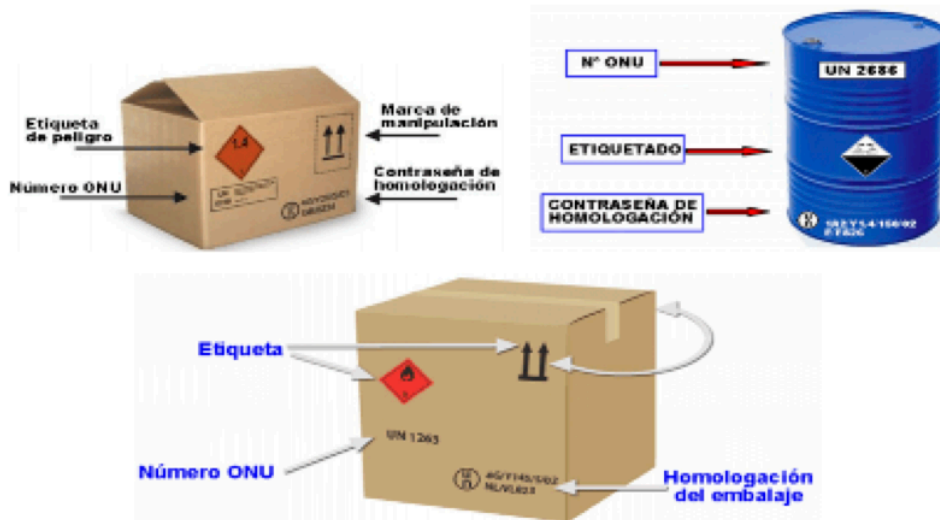 Etiqueta
de peligro
Número ONU
1.4
Marca de
manipulación
Contraseña
de homologación
Nº ONU
ETIQUETADO
CONTRASEÑA DE
HOMOLOGACIÓN
UN 2686
Etiqueta
Número ONU
UN 1263
Homologación
del embalaje